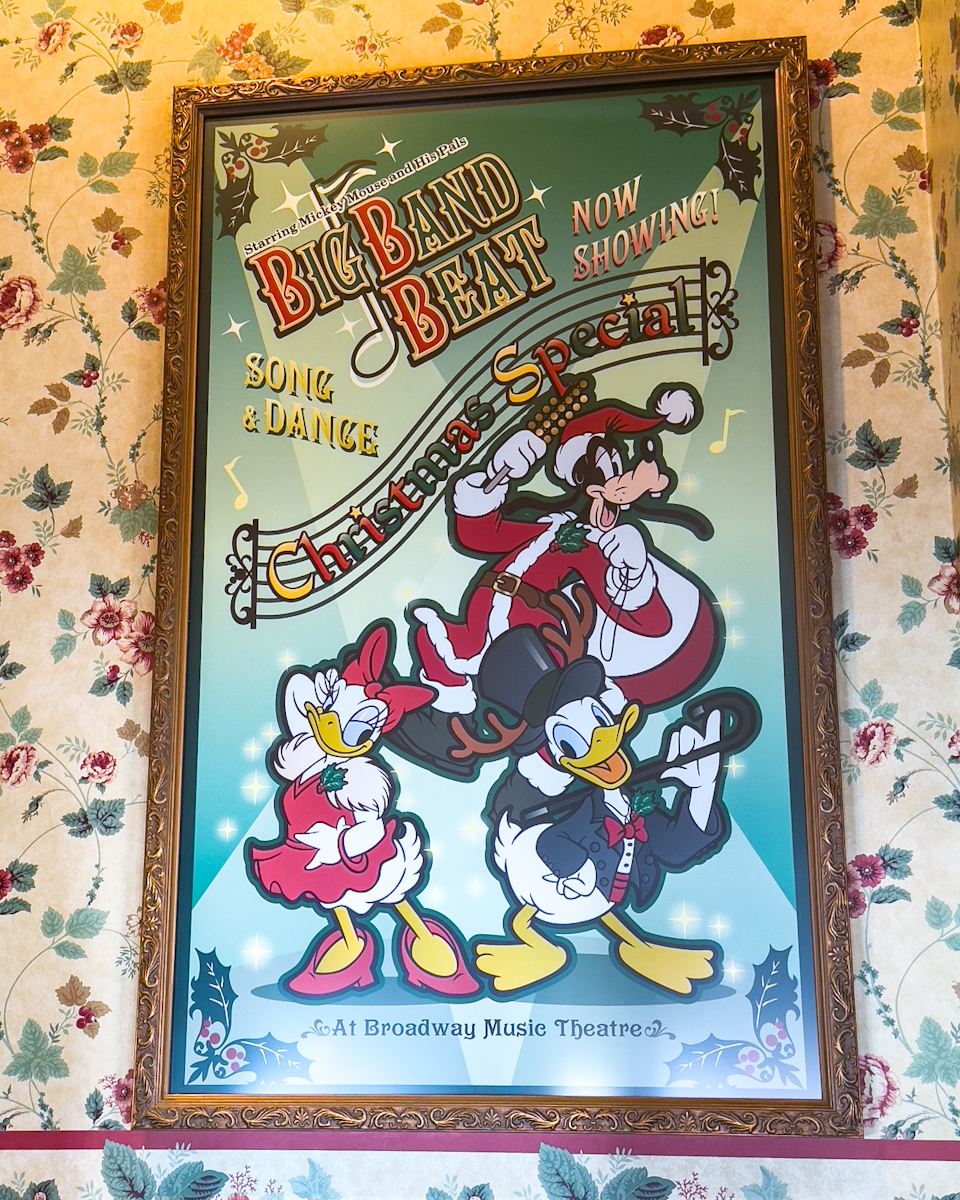 Starring Mickey Mouse and His Pals
BIG BAND
BEAT
NOW
SHOWING!
SONG
& DANCE
Christmas Special
At Broadway Music Theatre